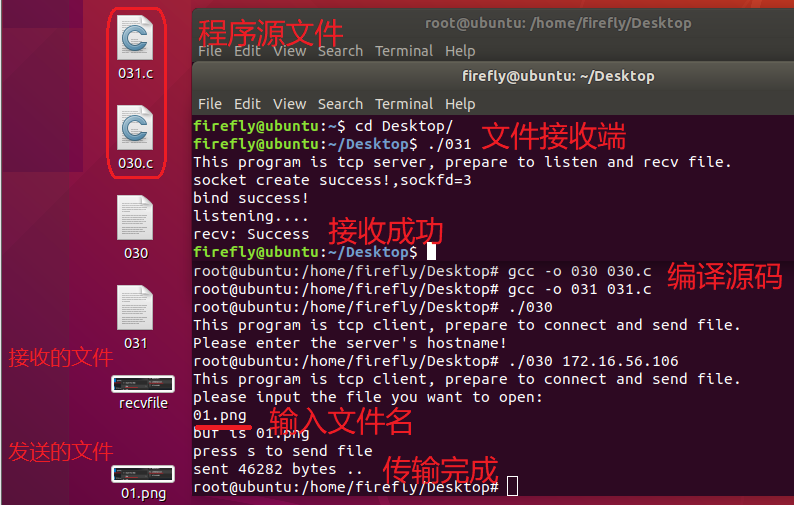 031.c
030.c
030
031
接收的文件
recvfile
发送的文件
01.png
程序源文件
root@ubuntu: /home/firefly/Desktop
File Edit View Search Terminal Help
firefly@ubuntu: ~/Desktop
File Edit View Search Terminal Help
firefly@ubuntu:~$ cd Desktop/
firefly@ubuntu:~/Desktop$ ./031 文件接收端
This program is tcp server, prepare to listen and recv file.
socket create success!,sockfd=3
bind success!
listening....
recv: Success 接收成功
firefly@ubuntu:~/Desktop$
root@ubuntu:/home/firefly/Desktop# gcc -o 030 030.c
root@ubuntu:/home/firefly/Desktop# gcc -o 031 031.c 编译源码
root@ubuntu:/home/firefly/Desktop# ./030
This program is tcp client, prepare to connect and send file.
Please enter the server's hostname!
root@ubuntu:/home/firefly/Desktop# ./030 172.16.56.106
This program is tcp client, prepare to connect and send file.
please input the file you want to open:
01.png 输入文件名
buf is 01.png
press s to send file
sent 46282 bytes .. 传输完成
root@ubuntu:/home/firefly/Desktop#